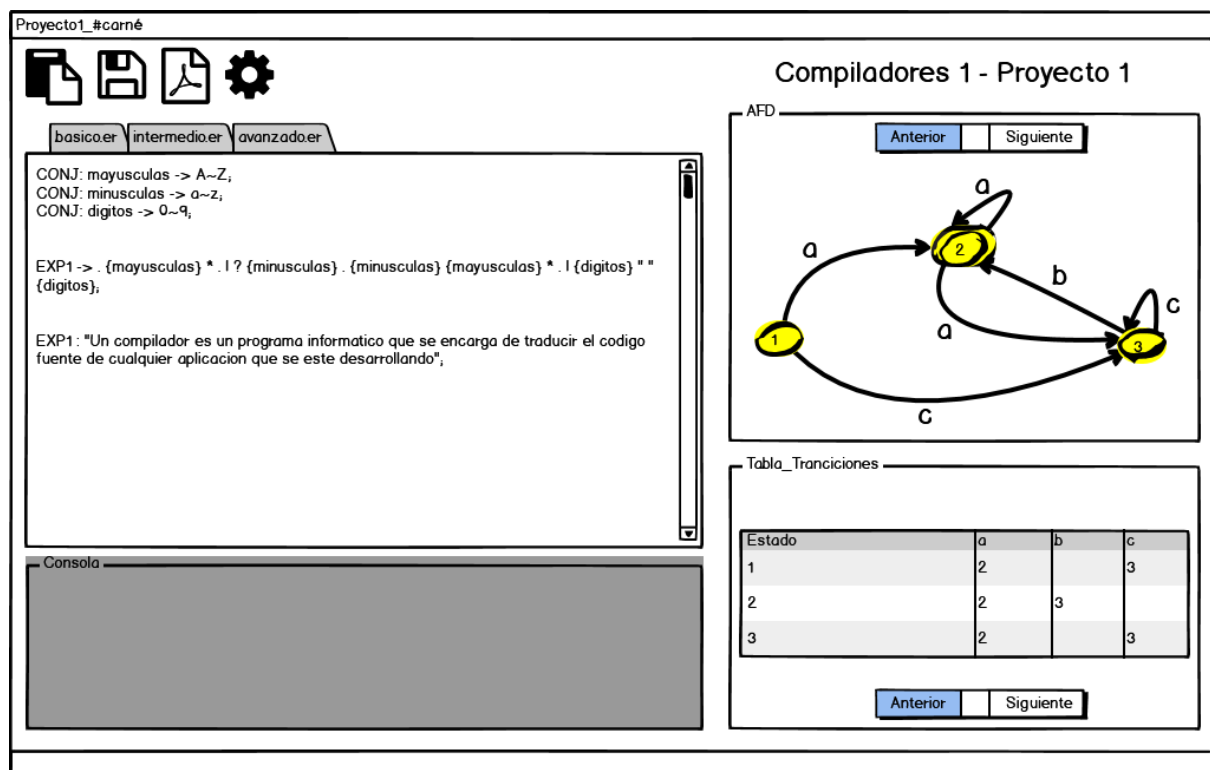 Proyecto1_#carné
Compiladores 1 - Proyecto 1
basico.er intermedio.er avanzado.er
CONJ: mayusculas -> A~Z;
CONJ: minusculas -> a~z;
CONJ: digitos -> 0~9;
EXP1 -> . {mayusculas} * . | ? {minusculas} . {minusculas} {mayusculas} * . | {digitos} " "
{digitos};
EXP1 : "Un compilador es un programa informatico que se encarga de traducir el codigo
fuente de cualquier aplicacion que se este desarrollando";
Consola
AFD
Anterior Siguiente
a
a
2
b
c
a
1
3
c
Tabla_Tranciciones
Estado a b c
1 2 3
2 2 3
3 2 3
Anterior Siguiente